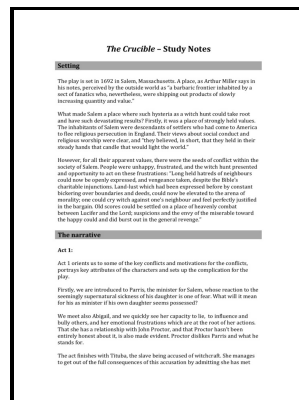 The Crucible – Study Notes
Setting
The play is set in 1692 in Salem, Massachusetts. A place, as Arthur Miller says in
his notes, perceived by the outside world as "a barbaric frontier inhabited by a
sect of fanatics who, nevertheless, were shipping out products of slowly
increasing quantity and value."
What made Salem a place where such hysteria as a witch hunt could take root
and have such devastating results? Firstly, it was a place of strongly held values.
The inhabitants of Salem were descendants of settlers who had come to America
to flee religious persecution in England. Their views about social conduct and
religious worship were clear, and "they believed, in short, that they held in their
steady hands that candle that would light the world."
However, for all their apparent values, there were the seeds of conflict within the
society of Salem. People were unhappy, frustrated, and the witch hunt presented
and opportunity to act on these frustrations: "Long held hatreds of neighbours
could now be openly expressed, and vengeance taken, despite the Bible's
charitable injunctions. Land-lust which had been expressed before by constant
bickering over boundaries and deeds, could now be elevated to the arena of
morality; one could cry witch against one's neighbour and feel perfectly justified
in the bargain. Old scores could be settled on a place of heavenly combat
between Lucifer and the Lord; suspicions and the envy of the miserable toward
the happy could and did burst out in the general revenge."
The narrative
Act 1:
Act 1 orients us to some of the key conflicts and motivations for the conflicts,
portrays key attributes of the characters and sets up the complication for the
play.
Firstly, we are introduced to Parris, the minister for Salem, whose reaction to the
seemingly supernatural sickness of his daughter is one of fear. What will it mean
for his as minister if his own daughter seems possessed?
We meet also Abigail, and we quickly see her capacity to lie, to influence and
bully others, and her emotional frustrations which are at the root of her actions.
That she has a relationship with John Proctor, and that Proctor hasn't been
entirely honest about it, is also made evident. Proctor dislikes Parris and what he
stands for.
The act finishes with Tituba, the slave being accused of witchcraft. She manages
to get out of the full consequences of this accusation by admitting she has met